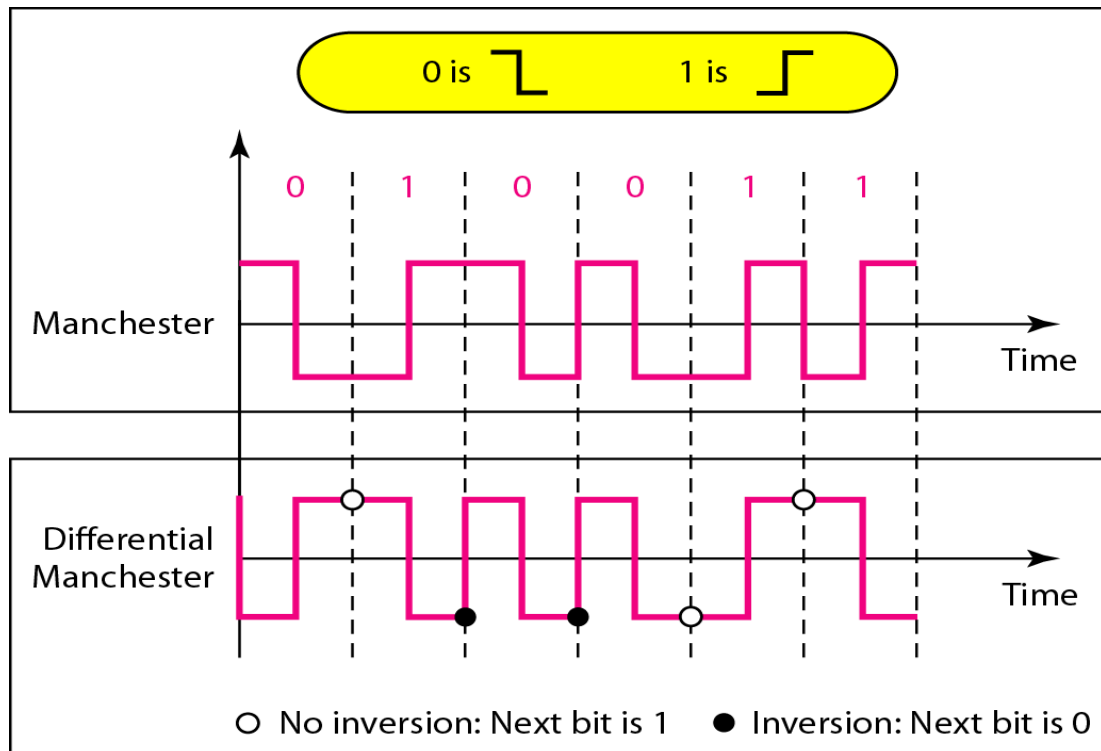 0 is 1 is
0 1 0 0 1 1
Manchester
Time
Differential
Manchester
Time
No inversion: Next bit is 1 Inversion: Next bit is 0